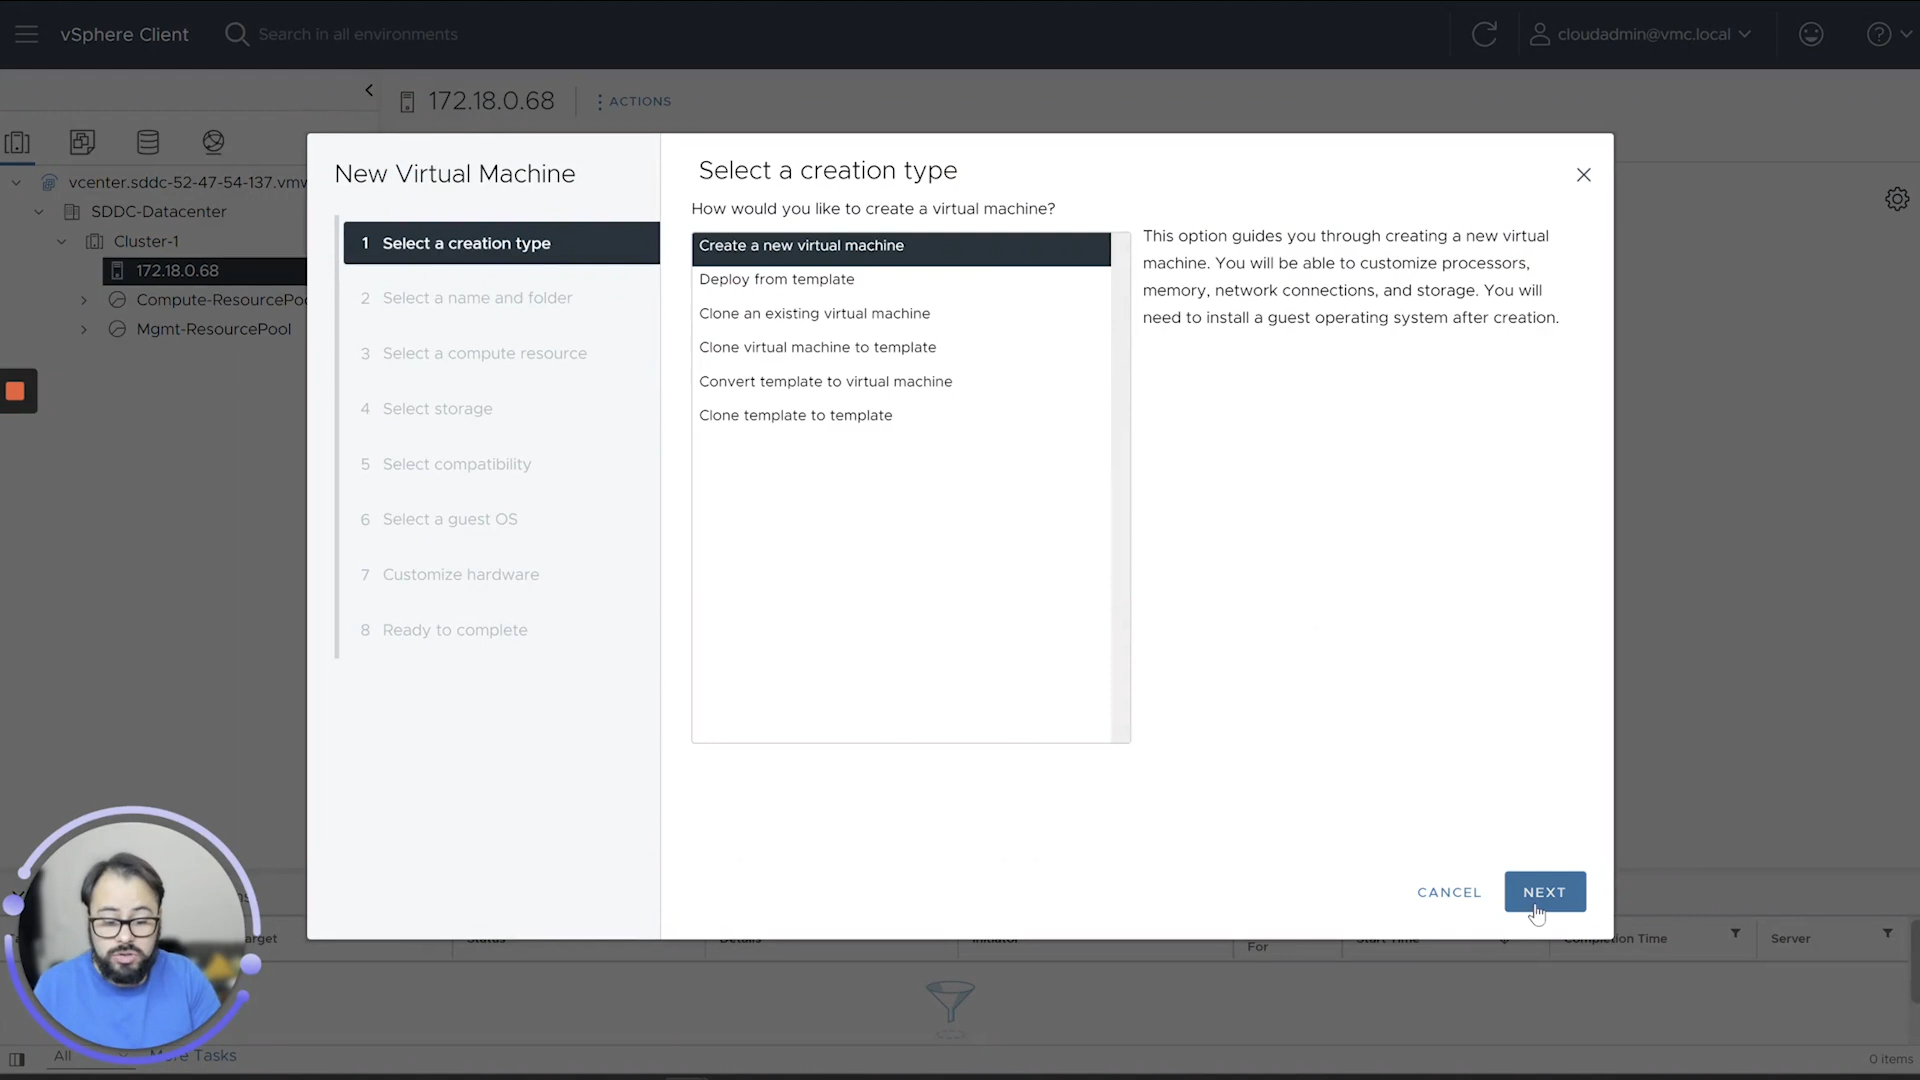 vSphere Client
Search in all environments
cloudadmin@vmc.local
172.18.0.68
ACTIONS
vcenter.sddc-52-47-54-137.vmw
SDDC-Datacenter
Cluster-1
172.18.0.68
Compute-ResourcePoo
Mgmt-ResourcePool
New Virtual Machine
1 Select a creation type
2 Select a name and folder
3 Select a compute resource
4 Select storage
5 Select compatibility
6 Select a guest OS
7 Customize hardware
8 Ready to complete
Select a creation type
How would you like to create a virtual machine?
Create a new virtual machine
Deploy from template
Clone an existing virtual machine
Clone virtual machine to template
Convert template to virtual machine
Clone template to template
This option guides you through creating a new virtual
machine. You will be able to customize processors,
memory, network connections, and storage. You will
need to install a guest operating system after creation.
CANCEL
NEXT
arget
Status
Details
Initiator
For
Start Time
Completion Time
Server
All
More Tasks
0 items